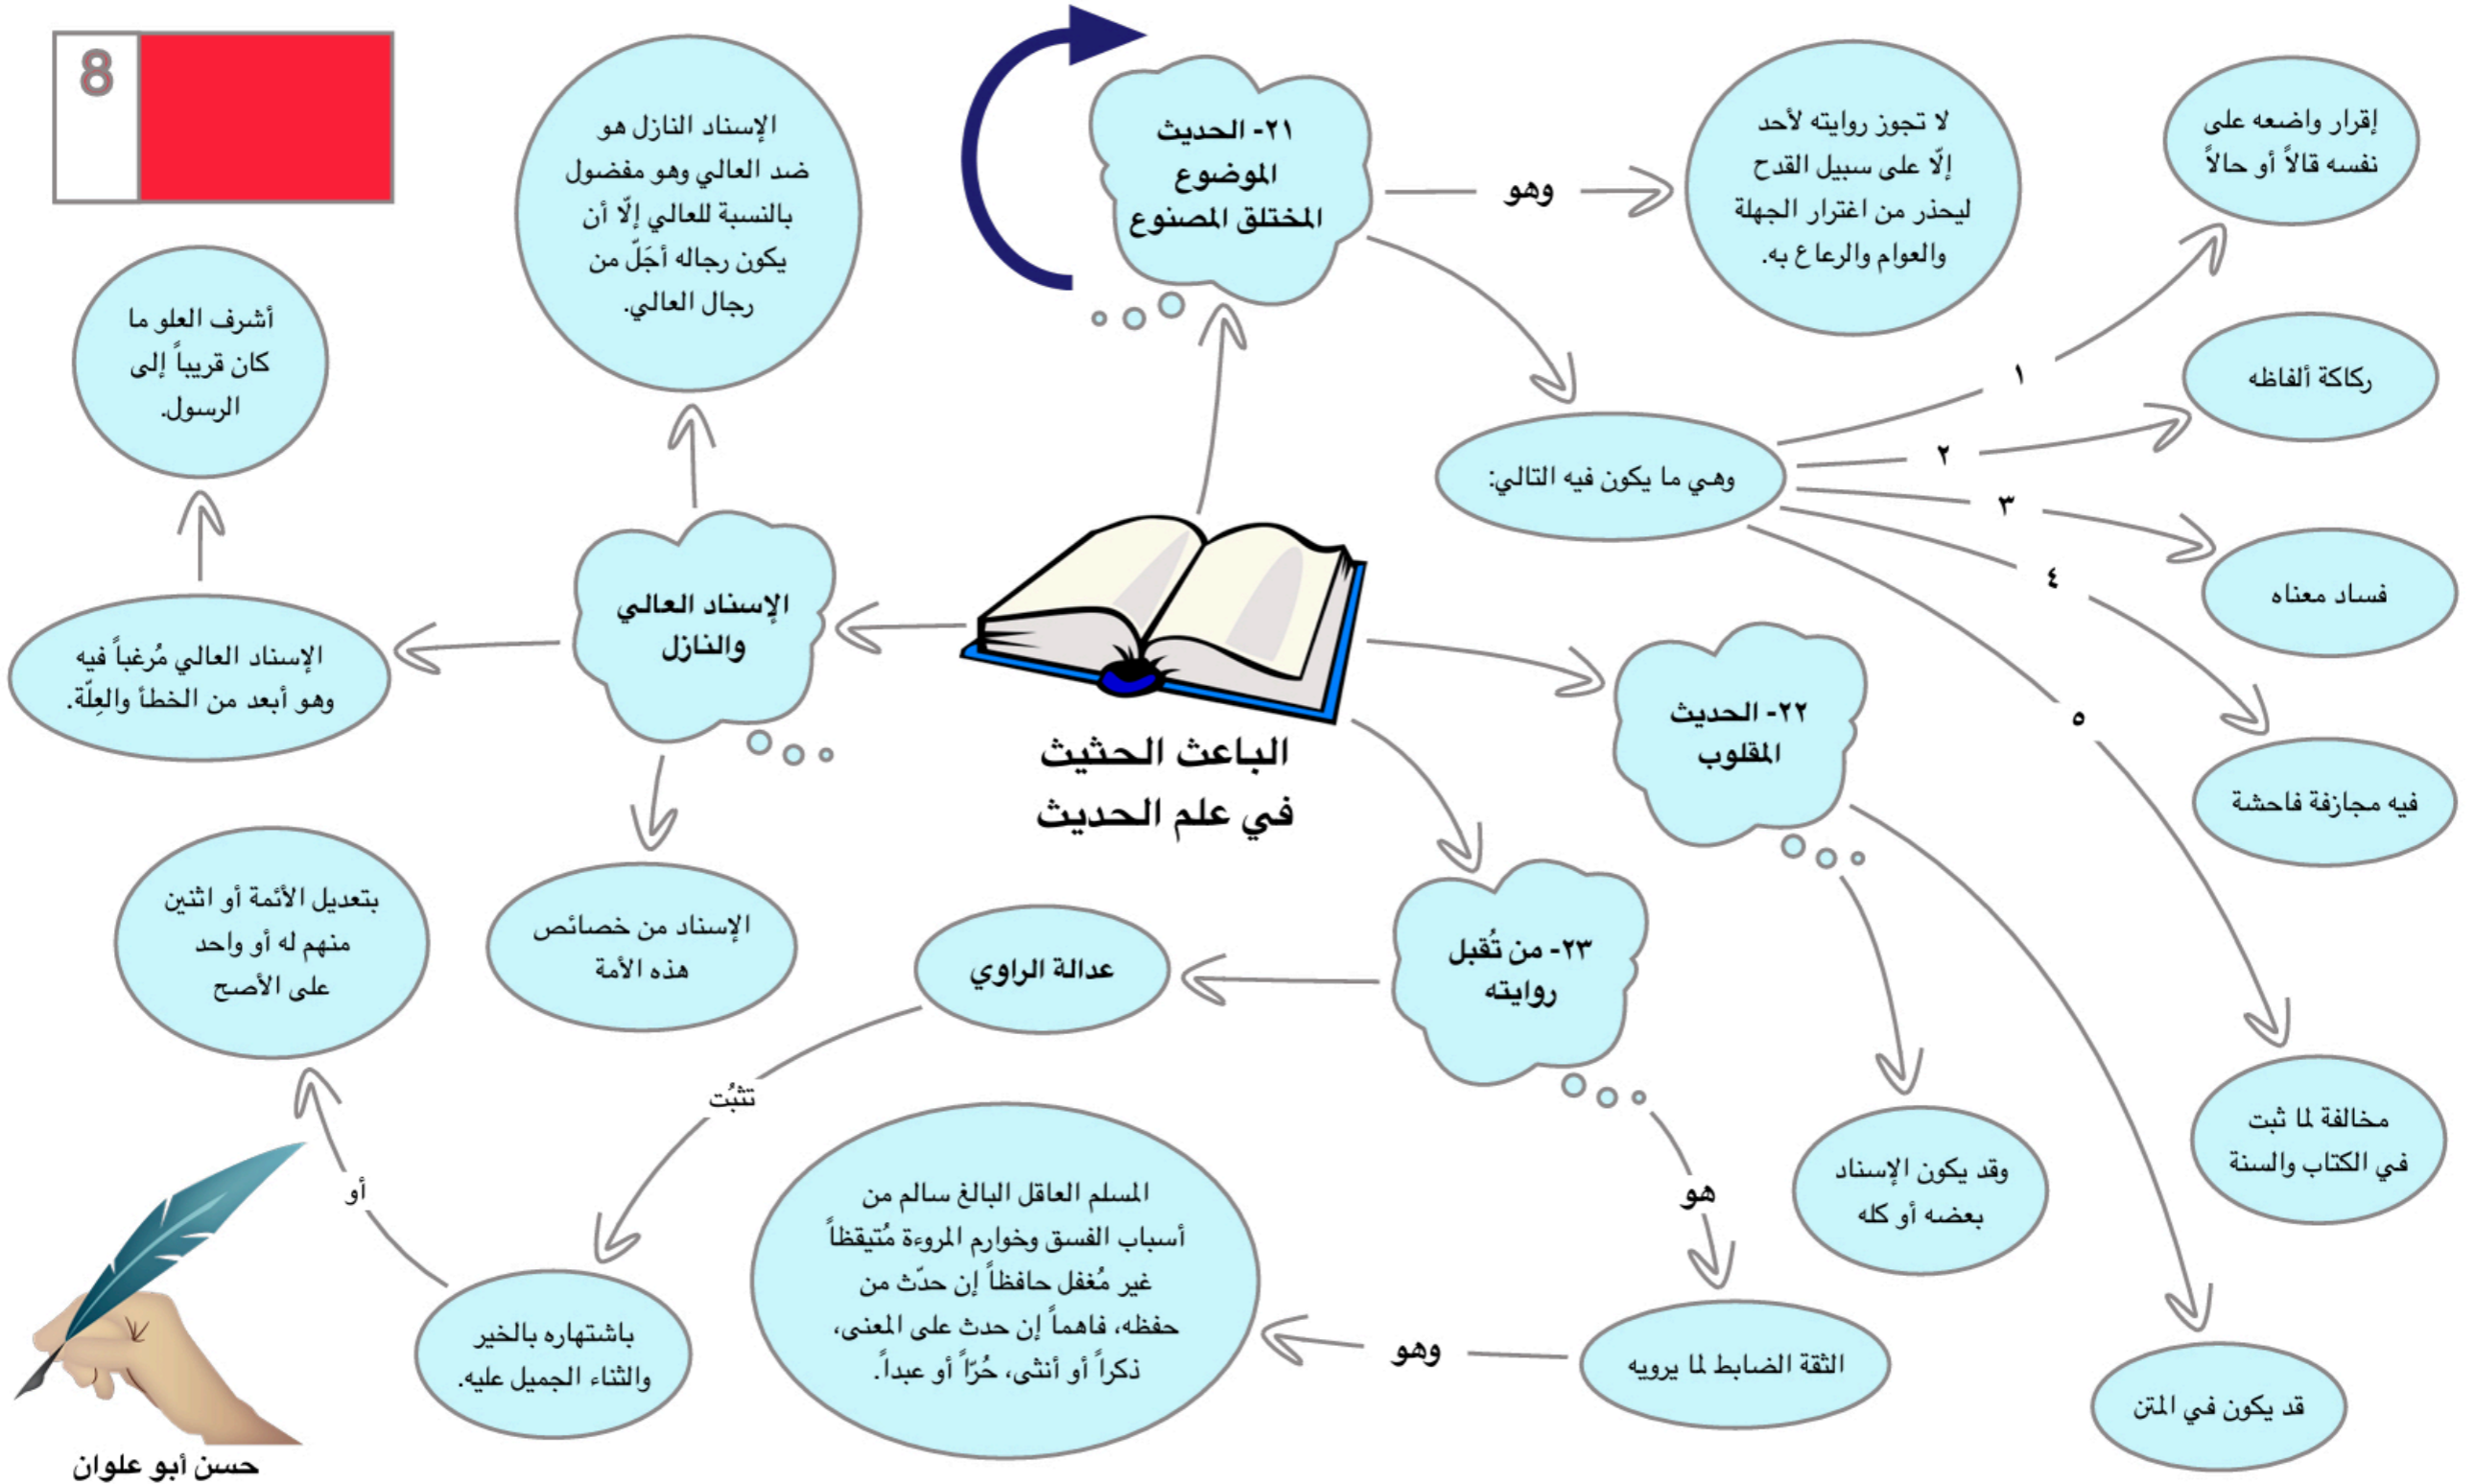 8
الباعث الحثيث
في علم الحديث
٢١- الحديث
الموضوع
المختلق المصنوع
وهو
لا تجوز روايته لأحد
إلّا على سبيل القدح
ليحذر من اغترار الجهلة
والعوام والرعاع به.
وهي ما يكون فيه التالي:
١
إقرار واضعه على
نفسه قالاً أو حالاً
٢
ركاكة ألفاظه
٣
فساد معناه
٤
فيه مجازفة فاحشة
٥
مخالفة لما ثبت
في الكتاب والسنة
٢٢- الحديث
المقلوب
وقد يكون الإسناد
بعضه أو كله
قد يكون في المتن
٢٣- من تُقبل
روايته
هو
الثقة الضابط لما يرويه
وهو
المسلم العاقل البالغ سالم من
أسباب الفسق وخوارم المروءة مُتيقظاً
غير مُغفل حافظاً إن حدّث من
حفظه، فاهماً إن حدث على المعنى،
ذكراً أو أنثى، حُرّاً أو عبداً.
عدالة الراوي
تثبُت
باشتهاره بالخير
والثناء الجميل عليه.
أو
بتعديل الأئمة أو اثنين
منهم له أو واحد
على الأصح
الإسناد العالي
والنازل
الإسناد النازل هو
ضد العالي وهو مفضول
بالنسبة للعالي إلّا أن
يكون رجاله أجَلّ من
رجال العالي.
الإسناد العالي مُرغباً فيه
وهو أبعد من الخطأ والعِلّة.
أشرف العلو ما
كان قريباً إلى
الرسول.
الإسناد من خصائص
هذه الأمة
حسن أبو علوان